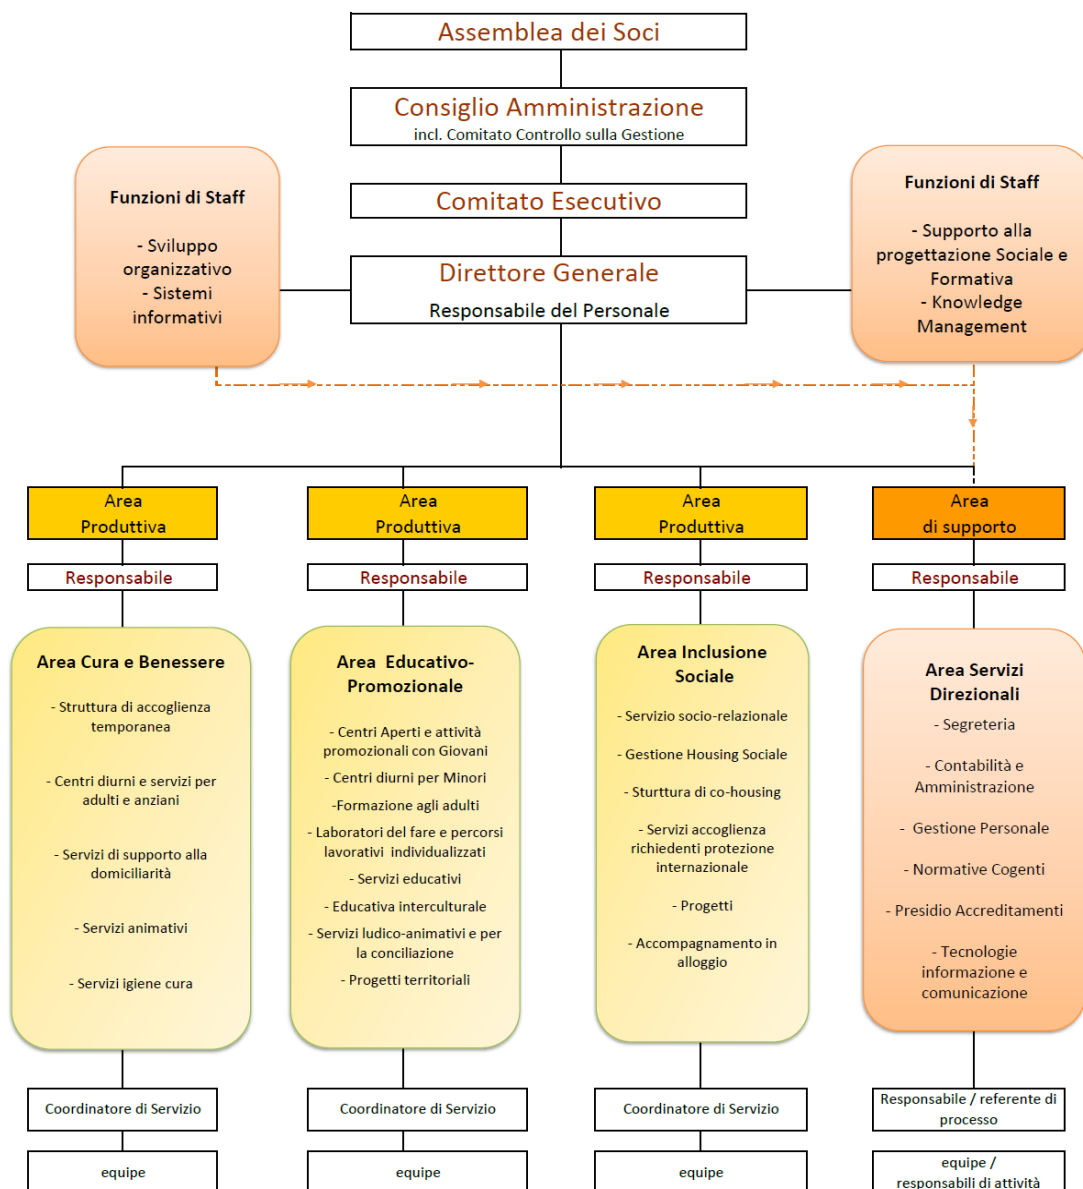 Assemblea dei Soci
Consiglio Amministrazione
incl. Comitato Controllo sulla Gestione
Funzioni di Staff
- Sviluppo
organizzativo
- Sistemi
informativi
Comitato Esecutivo
Direttore Generale
Responsabile del Personale
Funzioni di Staff
- Supporto alla
progettazione Sociale e
Formativa
- Knowledge
Management
Area
Produttiva
Responsabile
Area Cura e Benessere
- Struttura di accoglienza
temporanea
- Centri diurni e servizi per
adulti e anziani
- Servizi di supporto alla
domiciliarità
- Servizi animativi
- Servizi igiene cura
Coordinatore di Servizio
equipe
Area
Produttiva
Responsabile
Area Educativo-
Promozionale
- Centri Aperti e attività
promozionali con Giovani
- Centri diurni per Minori
-Formazione agli adulti
- Laboratori del fare e percorsi
lavorativi individualizzati
- Servizi educativi
- Educativa interculturale
- Servizi ludico-animativi e per
la conciliazione
- Progetti territoriali
Coordinatore di Servizio
equipe
Area
Produttiva
Responsabile
Area Inclusione
Sociale
- Servizio socio-relazionale
- Gestione Housing Sociale
- Sturttura di co-housing
- Servizi accoglienza
richiedenti protezione
internazionale
- Progetti
- Accompagnamento in
alloggio
Coordinatore di Servizio
equipe
Area
di supporto
Responsabile
Area Servizi
Direzionali
- Segreteria
- Contabilità e
Amministrazione
- Gestione Personale
- Normative Cogenti
- Presidio Accreditamenti
- Tecnologie
informazione e
comunicazione
Responsabile / referente di
processo
equipe /
responsabili di attività